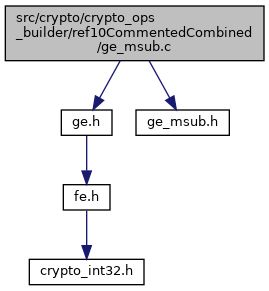 src/crypto/crypto_ops
_builder/ref10CommentedCombined
/ge_msub.c
ge.h
ge_msub.h
fe.h
crypto_int32.h